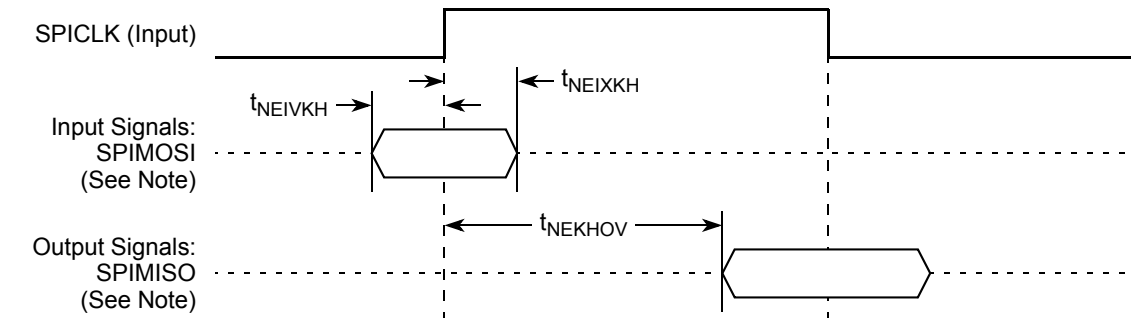 SPICLK (Input)
tNEIXKH
tNEIVKH
Input Signals:
SPIMOSI
(See Note)
tNEKHOV
Output Signals:
SPIMISO
(See Note)